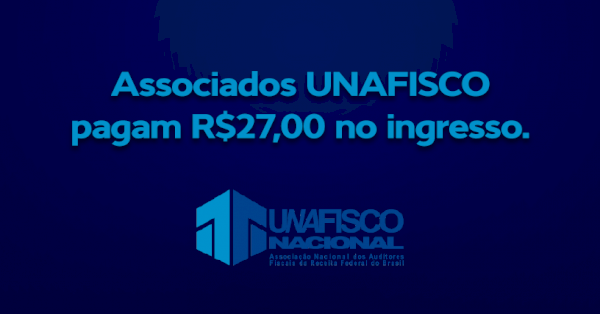 Associados UNAFISCO
pagam R$27,00 no ingresso.
UNAFISCO
NACIONAL
Associação Nacional dos Auditores
Fiscais da Receita Federal do Brasil